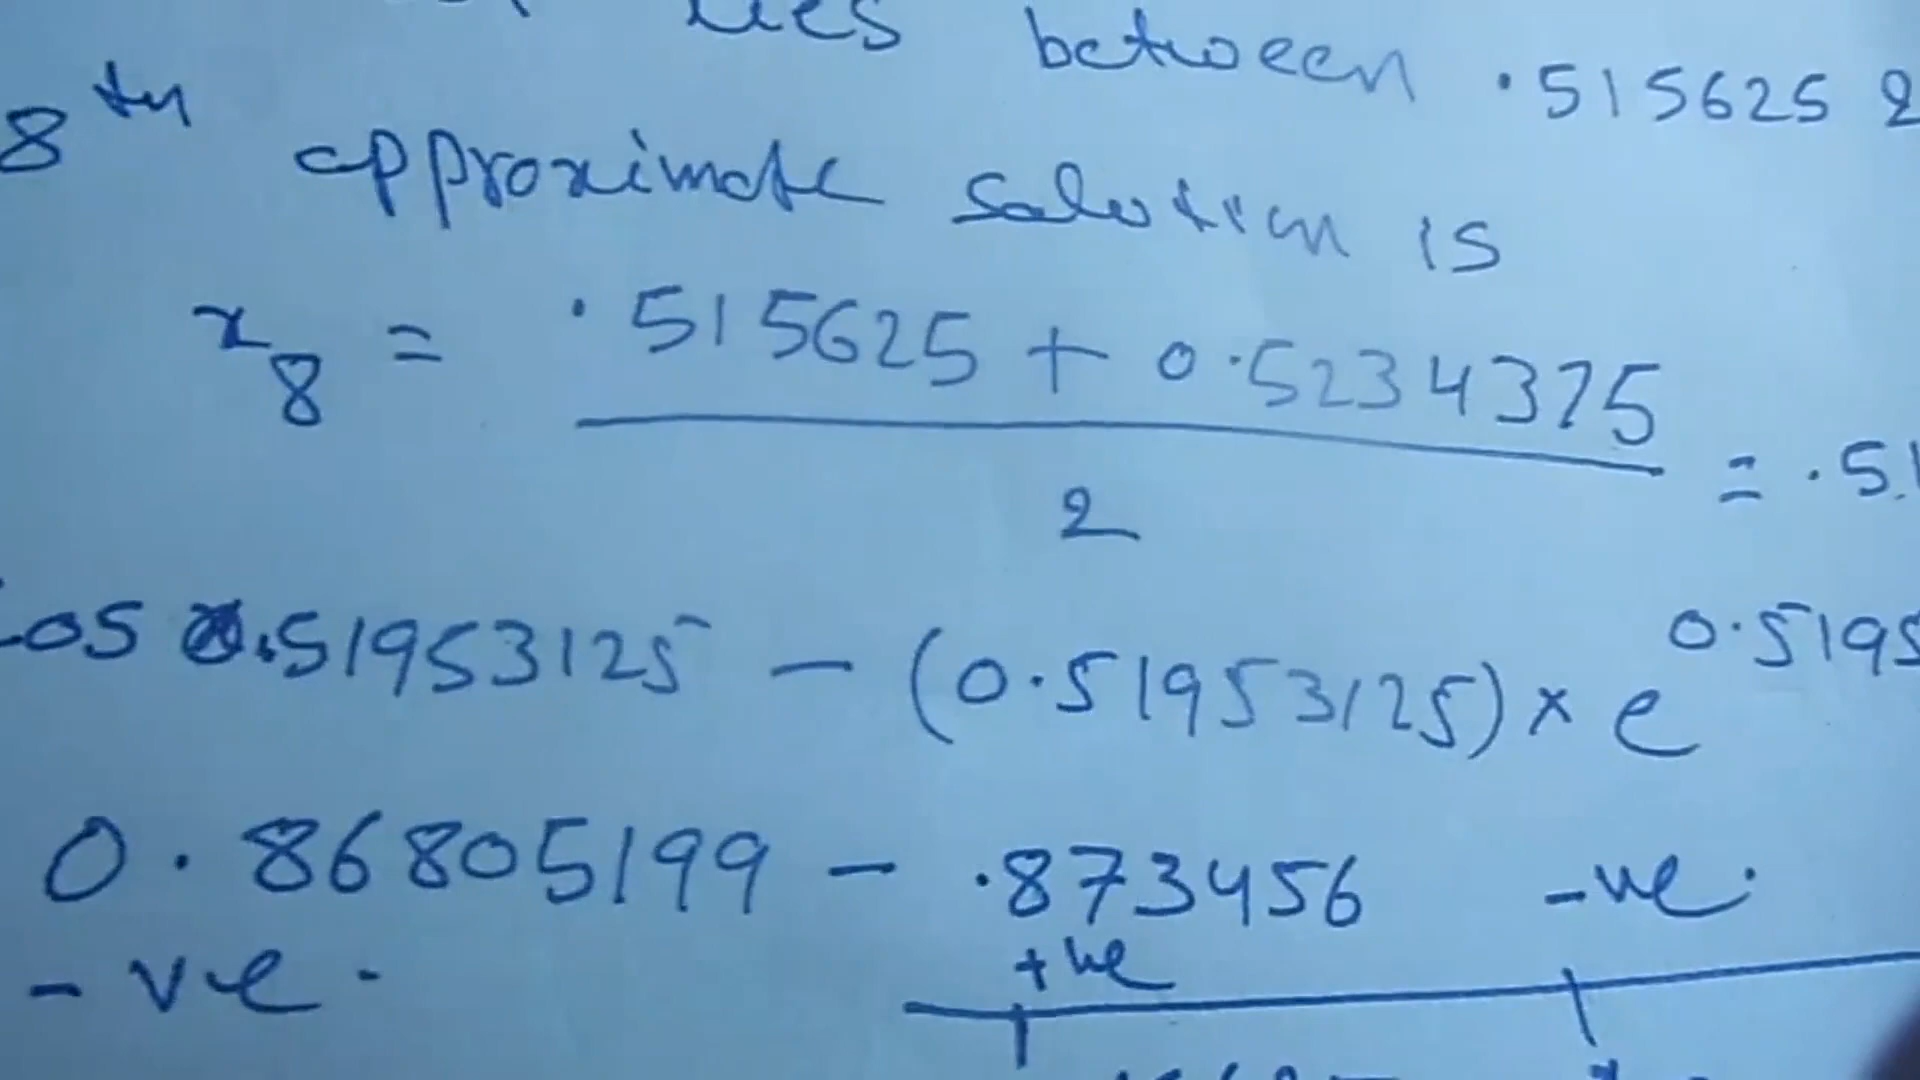 lies between .515625 &
8th approximate solution is
x8 = .515625 + 0.5234375 / 2 = .51
Cos 0.51953125 - (0.51953125) x e^0.5195
0.86805199 - .873456 -ve.
- ve .
+ve